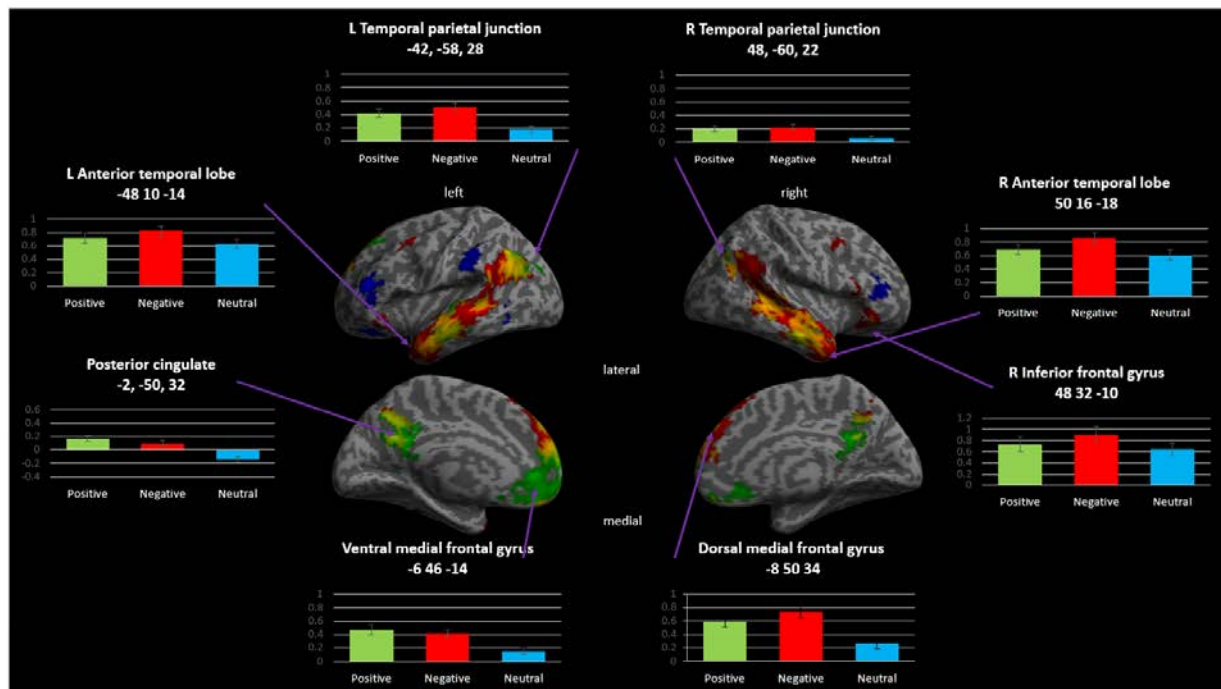 L Temporal parietal junction
-42, -58, 28
1
0.8
0.6
0.4
0.2
0
Positive Negative Neutral
R Temporal parietal junction
48, -60, 22
1
0.8
0.6
0.4
0.2
0
Positive Negative Neutral
L Anterior temporal lobe
-48 10 -14
1
0.8
0.6
0.4
0.2
0
Positive Negative Neutral
left
right
R Anterior temporal lobe
50 16 -18
1
0.8
0.6
0.4
0.2
0
Positive Negative Neutral
Posterior cingulate
-2, -50, 32
0.6
0.4
0.2
0
-0.2
-0.4
Positive Negative Neutral
lateral
R Inferior frontal gyrus
48 32 -10
1.2
1
0.8
0.6
0.4
0.2
0
Positive Negative Neutral
medial
Ventral medial frontal gyrus
-6 46 -14
1
0.8
0.6
0.4
0.2
0
Positive Negative Neutral
Dorsal medial frontal gyrus
-8 50 34
1
0.8
0.6
0.4
0.2
0
Positive Negative Neutral